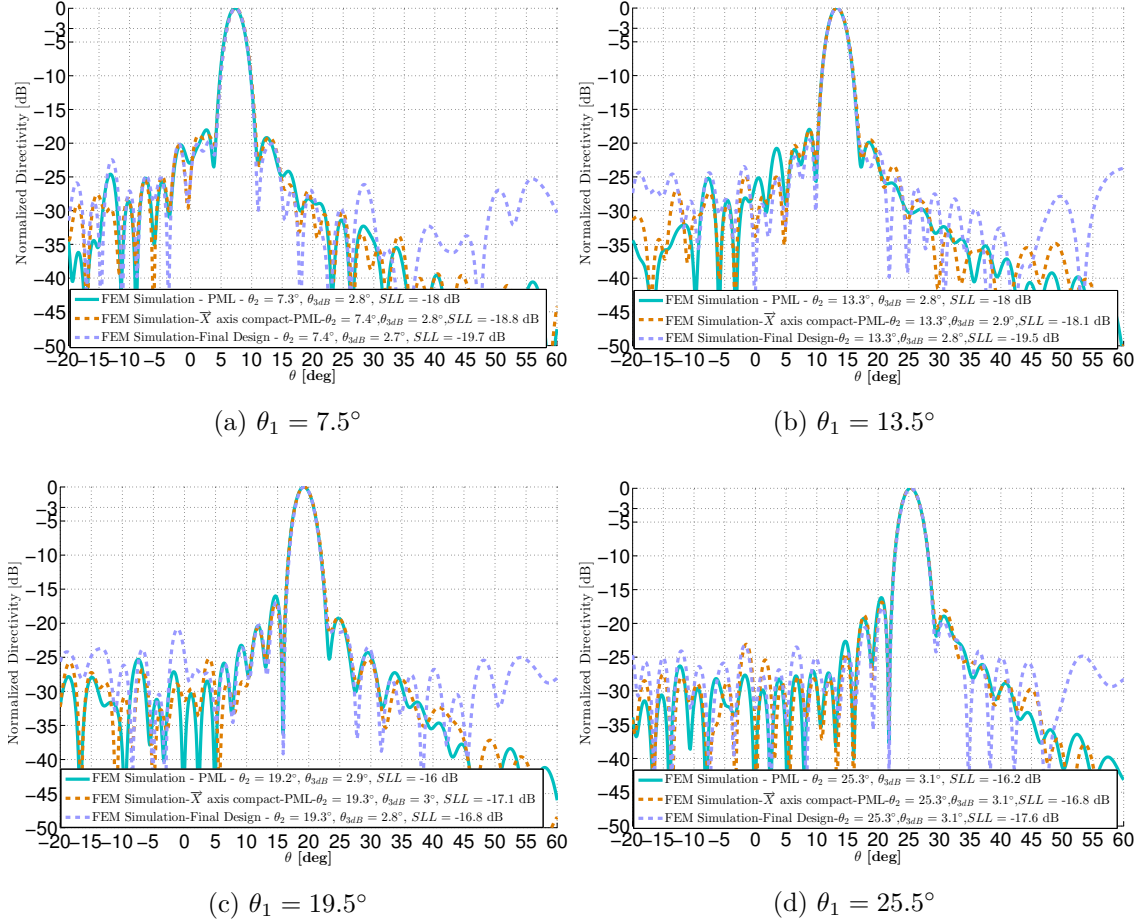 0
−3
−5
−10
−15
−20
−25
−30
−35
−40
−45
−50
Normalized Directivity [dB]
FEM Simulation - PML - θ2 = 7.3°, θ3dB = 2.8°, SLL = -18 dB
FEM Simulation-X⃗ axis compact-PML-θ2 = 7.4°,θ3dB = 2.8°,SLL = -18.8 dB
FEM Simulation-Final Design - θ2 = 7.4°, θ3dB = 2.7°, SLL = -19.7 dB
−20 −15 −10 −5 0 5 10 15 20 25 30 35 40 45 50 55 60
θ [deg]
(a) θ1 = 7.5°
0
−3
−5
−10
−15
−20
−25
−30
−35
−40
−45
−50
Normalized Directivity [dB]
FEM Simulation - PML - θ2 = 13.3°, θ3dB = 2.8°, SLL = -18 dB
FEM Simulation-X⃗ axis compact-PML-θ2 = 13.3°,θ3dB = 2.9°,SLL = -18.1 dB
FEM Simulation-Final Design-θ2 = 13.3°,θ3dB = 2.8°,SLL = -19.5 dB
−20 −15 −10 −5 0 5 10 15 20 25 30 35 40 45 50 55 60
θ [deg]
(b) θ1 = 13.5°
0
−3
−5
−10
−15
−20
−25
−30
−35
−40
−45
−50
Normalized Directivity [dB]
FEM Simulation - PML - θ2 = 19.2°, θ3dB = 2.9°, SLL = -16 dB
FEM Simulation-X⃗ axis compact-PML-θ2 = 19.3°, θ3dB = 3°, SLL = -17.1 dB
FEM Simulation-Final Design - θ2 = 19.3°, θ3dB = 2.8°, SLL = -16.8 dB
−20 −15 −10 −5 0 5 10 15 20 25 30 35 40 45 50 55 60
θ [deg]
(c) θ1 = 19.5°
0
−3
−5
−10
−15
−20
−25
−30
−35
−40
−45
−50
Normalized Directivity [dB]
FEM Simulation - PML - θ2 = 25.3°, θ3dB = 3.1°, SLL = -16.2 dB
FEM Simulation-X⃗ axis compact-PML-θ2 = 25.3°,θ3dB = 3.1°,SLL = -16.8 dB
FEM Simulation-Final Design-θ2 = 25.3°,θ3dB = 3.1°,SLL = -17.6 dB
−20 −15 −10 −5 0 5 10 15 20 25 30 35 40 45 50 55 60
θ [deg]
(d) θ1 = 25.5°